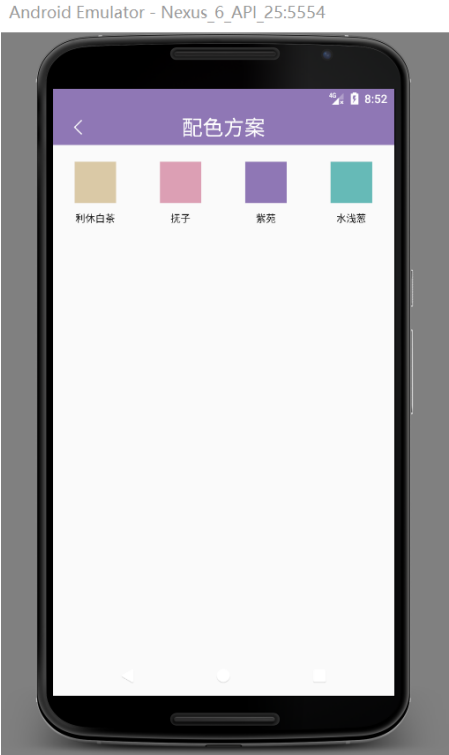 Android Emulator - Nexus_6_API_25:5554
4G 8:52
配色方案
利休白茶 抚子 紫苑 水浅葱